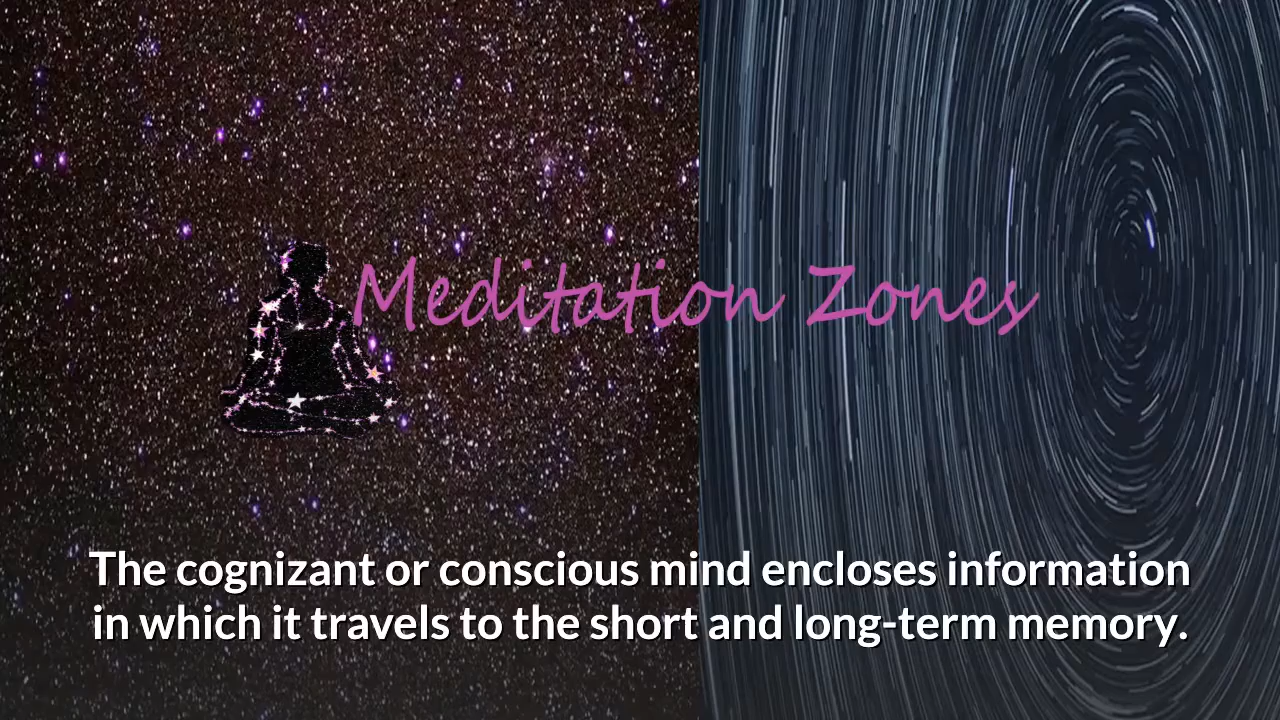 Meditation Zones
The cognizant or conscious mind encloses information
in which it travels to the short and long-term memory.